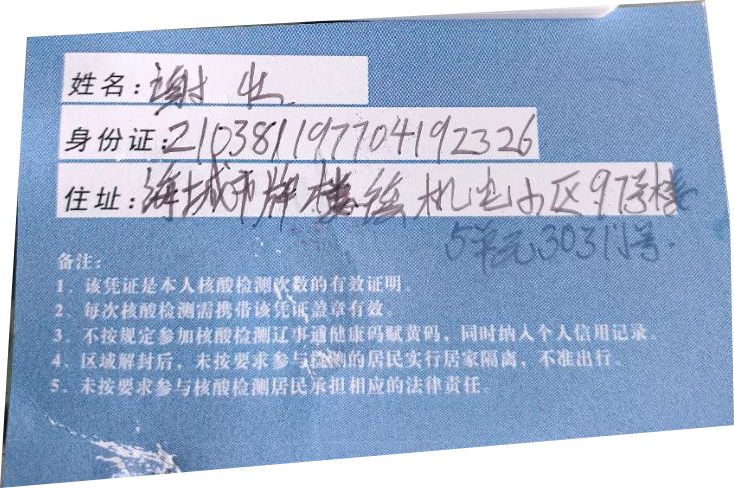 姓名：谢
身份证：210381197704192326
住址：海城市牌楼镇机电小区97号楼
5单元303门号.
备注：
1、该凭证是本人核酸检测次数的有效证明。
2、每次核酸检测需携带该凭证盖章有效。
3、不按规定参加核酸检测辽事通健康码赋黄码，同时纳入个人信用记录。
4、区域解封后，未按要求参与检测的居民实行居家隔离，不准出行。
5、未按要求参与核酸检测居民承担相应的法律责任。